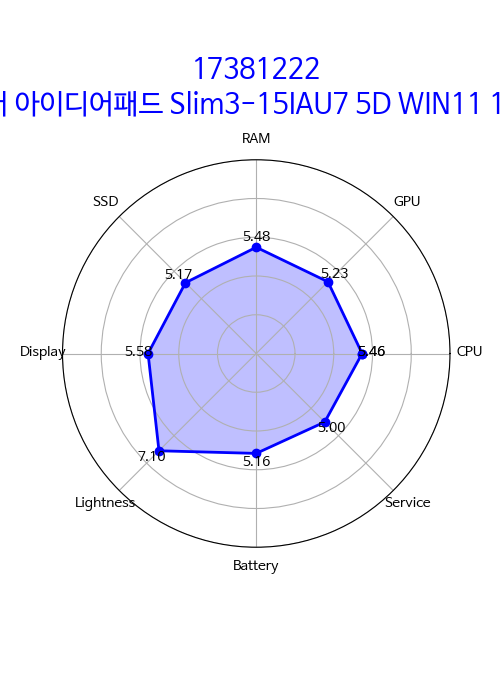 17381222
아이디어패드 Slim3-15IAU7 5D WIN11 1
RAM
SSD
GPU
5.48
5.17
5.23
Display
5.58
5.46
CPU
7.10
5.16
5.00
Lightness
Service
Battery